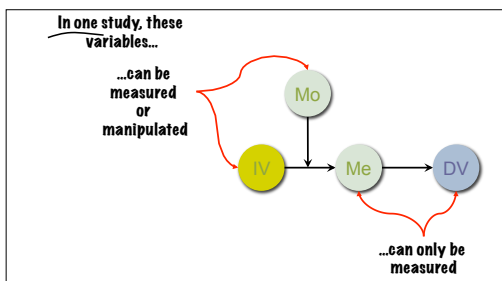 In one study, these
variables...
...can be
measured
or
manipulated
Mo
IV
Me
DV
...can only be
measured